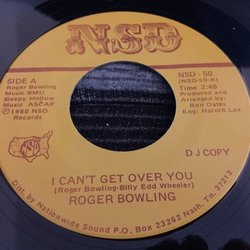 NSD
SIDE A
Roger Bowling
Music BMI/
Sleepy Hollow
Music ASCAP
Ⓟ 1980 NSD
Records
NSD - 50
(NSD-50-A)
Time 2:49
Produced and
Arranged by
Ron Oates
Eng: Harold Lee
NSD
D J COPY
I CAN'T GET OVER YOU
(Roger Bowling-Billy Edd Wheeler)
ROGER BOWLING
Dist. by Nationwide Sound P.O. Box 23262 Nash. Tn. 37212